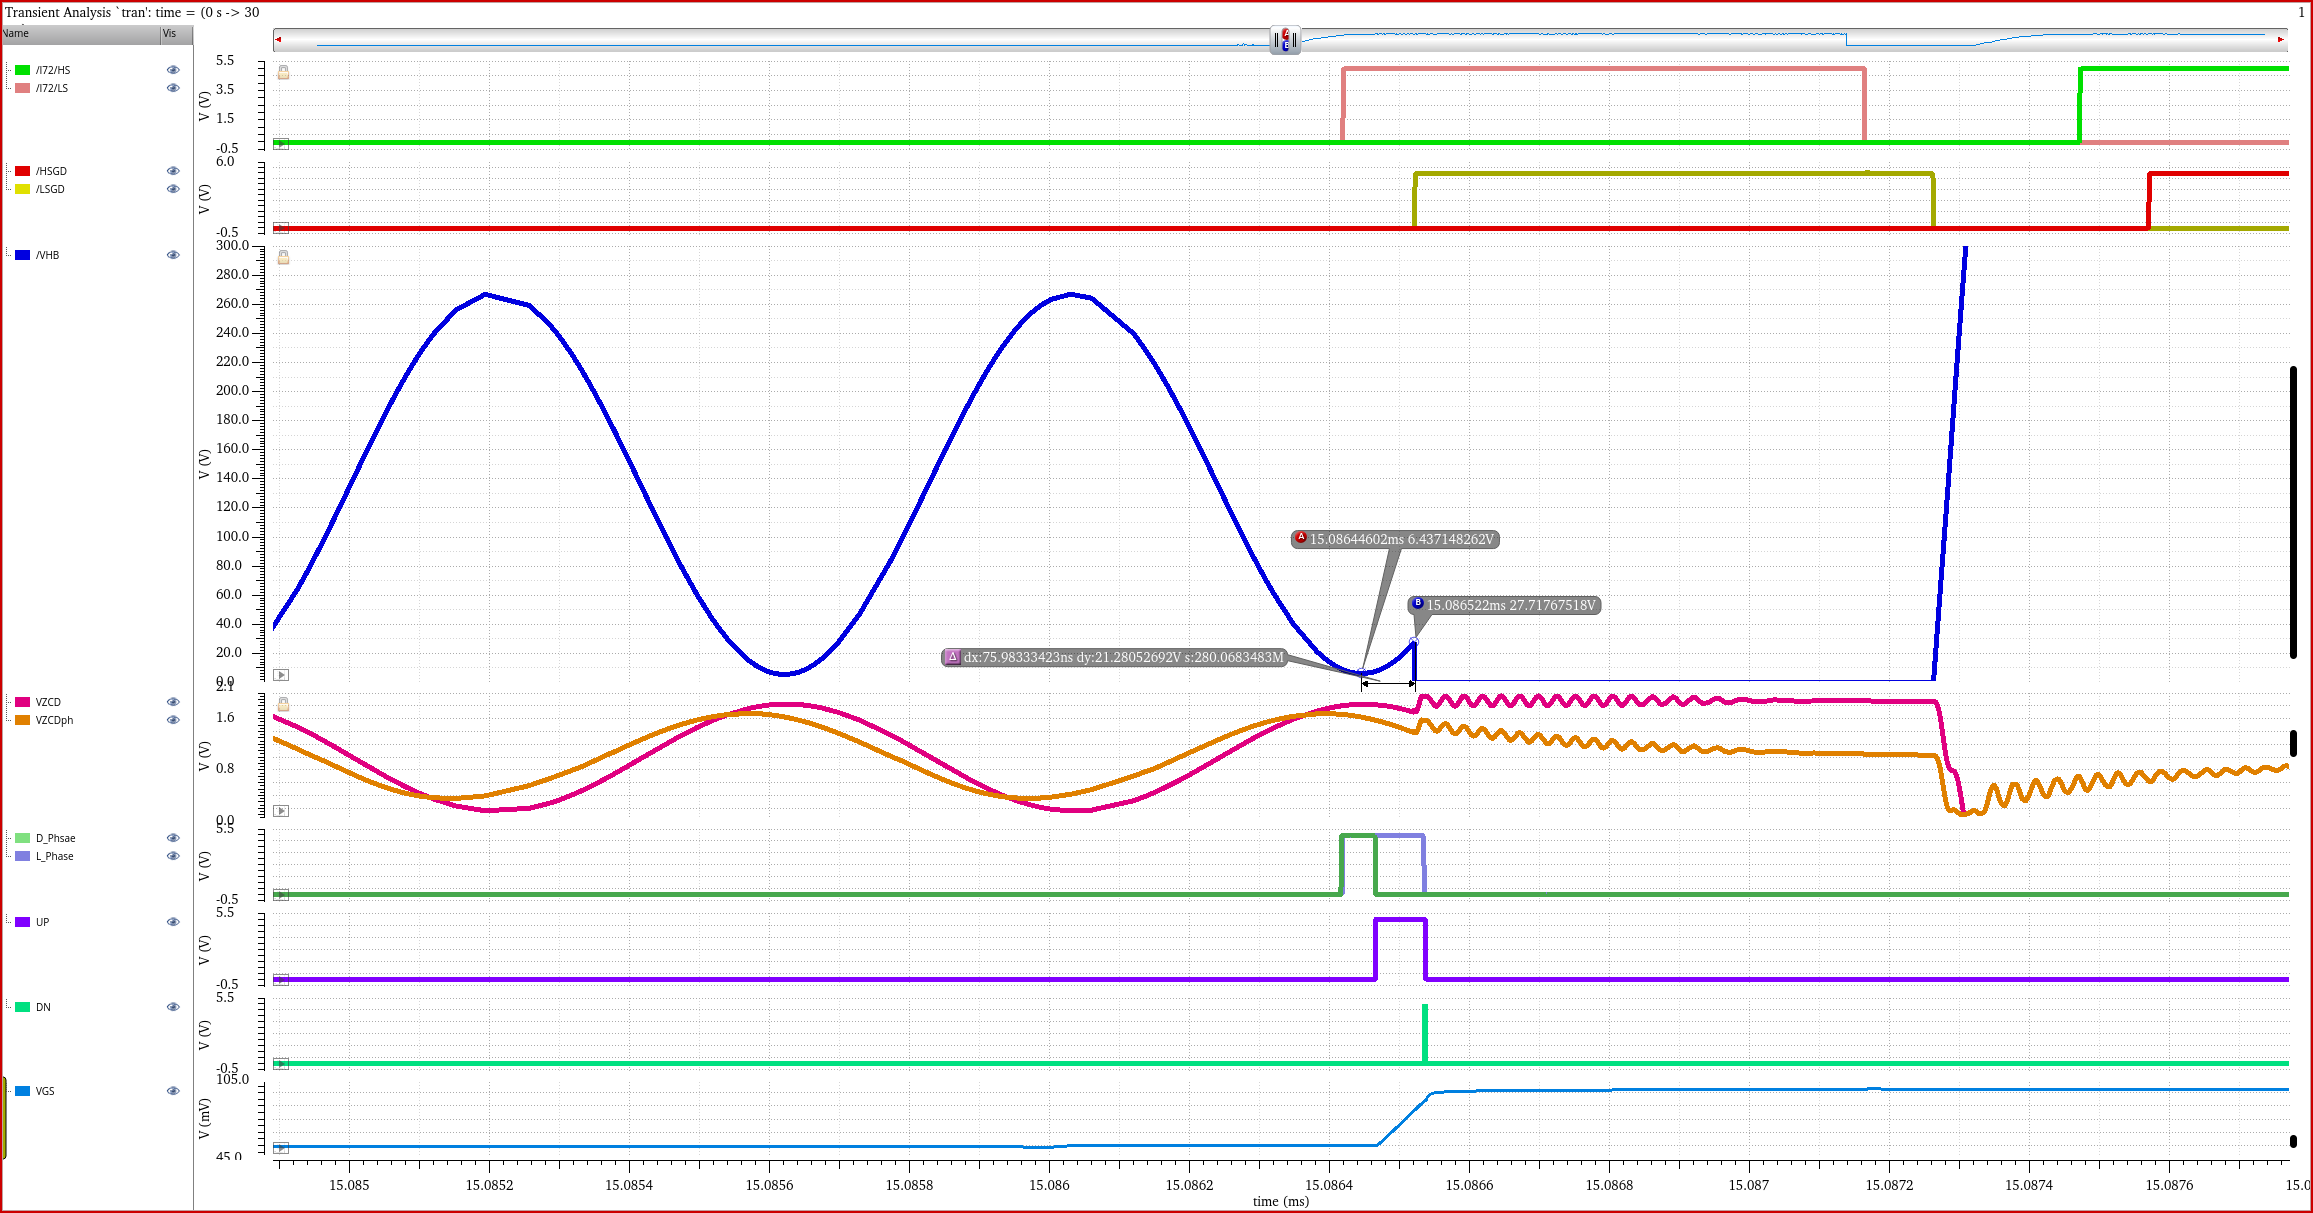 Transient Analysis `tran': time = (0 s -> 30
1
Name Vis
/I72/HS
/I72/LS
/HSGD
/LSGD
/VHB
VZCD
VZCDph
D_Phsae
L_Phase
UP
DN
VGS
5.5
3.5
1.5
-0.5
V (V)
6.0
-0.5
V (V)
300.0
280.0
260.0
240.0
220.0
200.0
180.0
160.0
140.0
120.0
100.0
80.0
60.0
40.0
20.0
0.0
V (V)
A 15.08644602ms 6.437148262V
B 15.086522ms 27.71767518V
Δ dx:75.98333423ns dy:21.28052692V s:280.0683483M
2.1
1.6
0.8
0.0
V (V)
5.5
-0.5
V (V)
5.5
-0.5
V (V)
5.5
-0.5
V (V)
105.0
45.0
V (mV)
15.085 15.0852 15.0854 15.0856 15.0858 15.086 15.0862 15.0864 15.0866 15.0868 15.087 15.0872 15.0874 15.0876 15.0
time (ms)